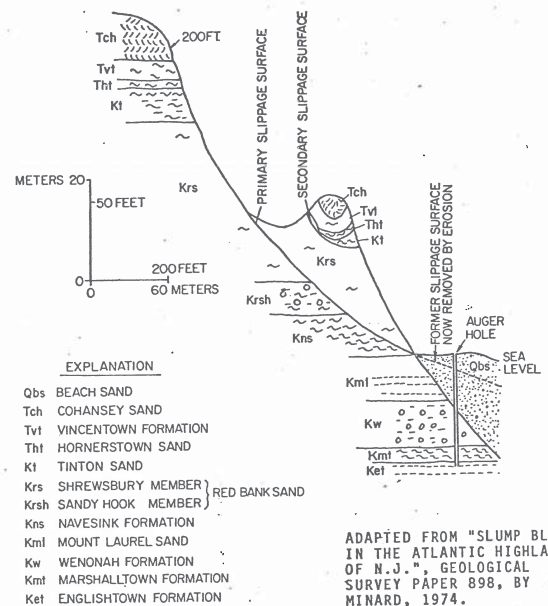 Tch
200FT.
Tvt
Tht
Kt
PRIMARY SLIPPAGE SURFACE
SECONDARY SLIPPAGE SURFACE
METERS 20
50 FEET
0
200 FEET
0 60 METERS
Krs
Tch
Tvt
Tht
Kt
Krs
Krsh
Kns
FORMER SLIPPAGE SURFACE
NOW REMOVED BY EROSION
AUGER
HOLE
SEA
LEVEL
Qbs
Kml
Kw
Kmt
Ket
EXPLANATION
Qbs BEACH SAND
Tch COHANSEY SAND
Tvt VINCENTOWN FORMATION
Tht HORNERSTOWN SAND
Kt TINTON SAND
Krs SHREWSBURY MEMBER
Krsh SANDY HOOK MEMBER
RED BANK SAND
Kns NAVESINK FORMATION
Kml MOUNT LAUREL SAND
Kw WENONAH FORMATION
Kmt MARSHALLTOWN FORMATION
Ket ENGLISHTOWN FORMATION
ADAPTED FROM "SLUMP BL
IN THE ATLANTIC HIGHLA
OF N.J.", GEOLOGICAL
SURVEY PAPER 898, BY
MINARD, 1974.